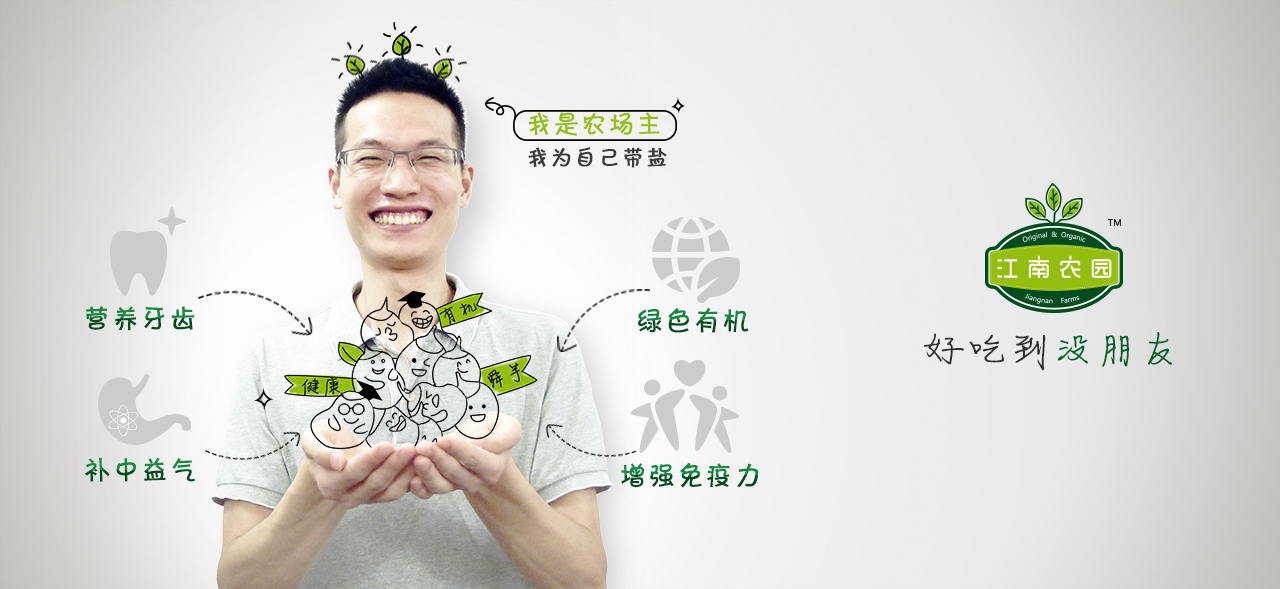 我是农场主
我为自己带盐
营养牙齿
绿色有机
有机
健康
舜芋
补中益气
增强免疫力
TM
Original & Organic
江南农园
Jiangnan Farms
好吃到没朋友